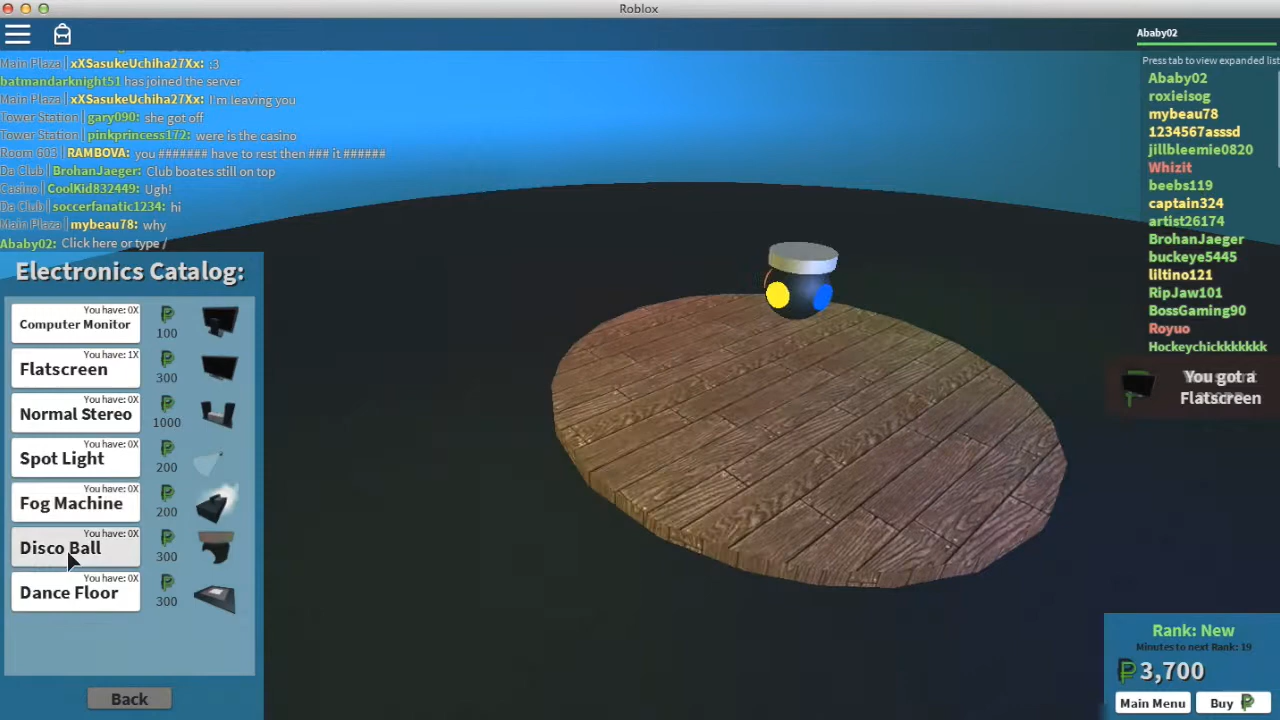 Roblox
Main Plaza | xXSasukeUchiha27Xx: :3
batmandarknight51 has joined the server
Main Plaza | xXSasukeUchiha27Xx: I'm leaving you
Tower Station | gary090: she got off
Tower Station | pinkprincess172: were is the casino
Room 603 | RAMBOVA: you ####### have to rest then ### it ######
Da Club | BrohanJaeger: Club boates still on top
Casino | CoolKid832449: Ugh!
Da Club | soccerfanatic1234: hi
Main Plaza | mybeau78: why
Ababy02: Click here or type /
Electronics Catalog:
You have: 0X
Computer Monitor
100
You have: 1X
Flatscreen
300
You have: 0X
Normal Stereo
1000
You have: 0X
Spot Light
200
You have: 0X
Fog Machine
200
You have: 0X
Disco Ball
300
You have: 0X
Dance Floor
300
Back
Ababy02
Press tab to view expanded list
Ababy02
roxieisog
mybeau78
1234567asssd
jillbleemie0820
Whizit
beebs119
captain324
artist26174
BrohanJaeger
buckeye5445
liltino121
RipJaw101
BossGaming90
Royuo
Hockeychickkkkkkk
You got a
Flatscreen
Rank: New
Minutes to next Rank: 19
3,700
Main Menu
Buy